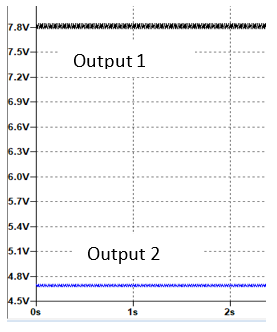 7.8V
Output 1
7.5V
7.2V
6.9V
6.6V
6.3V
6.0V
5.7V
5.4V
5.1V
Output 2
4.8V
4.5V
0s 1s 2s